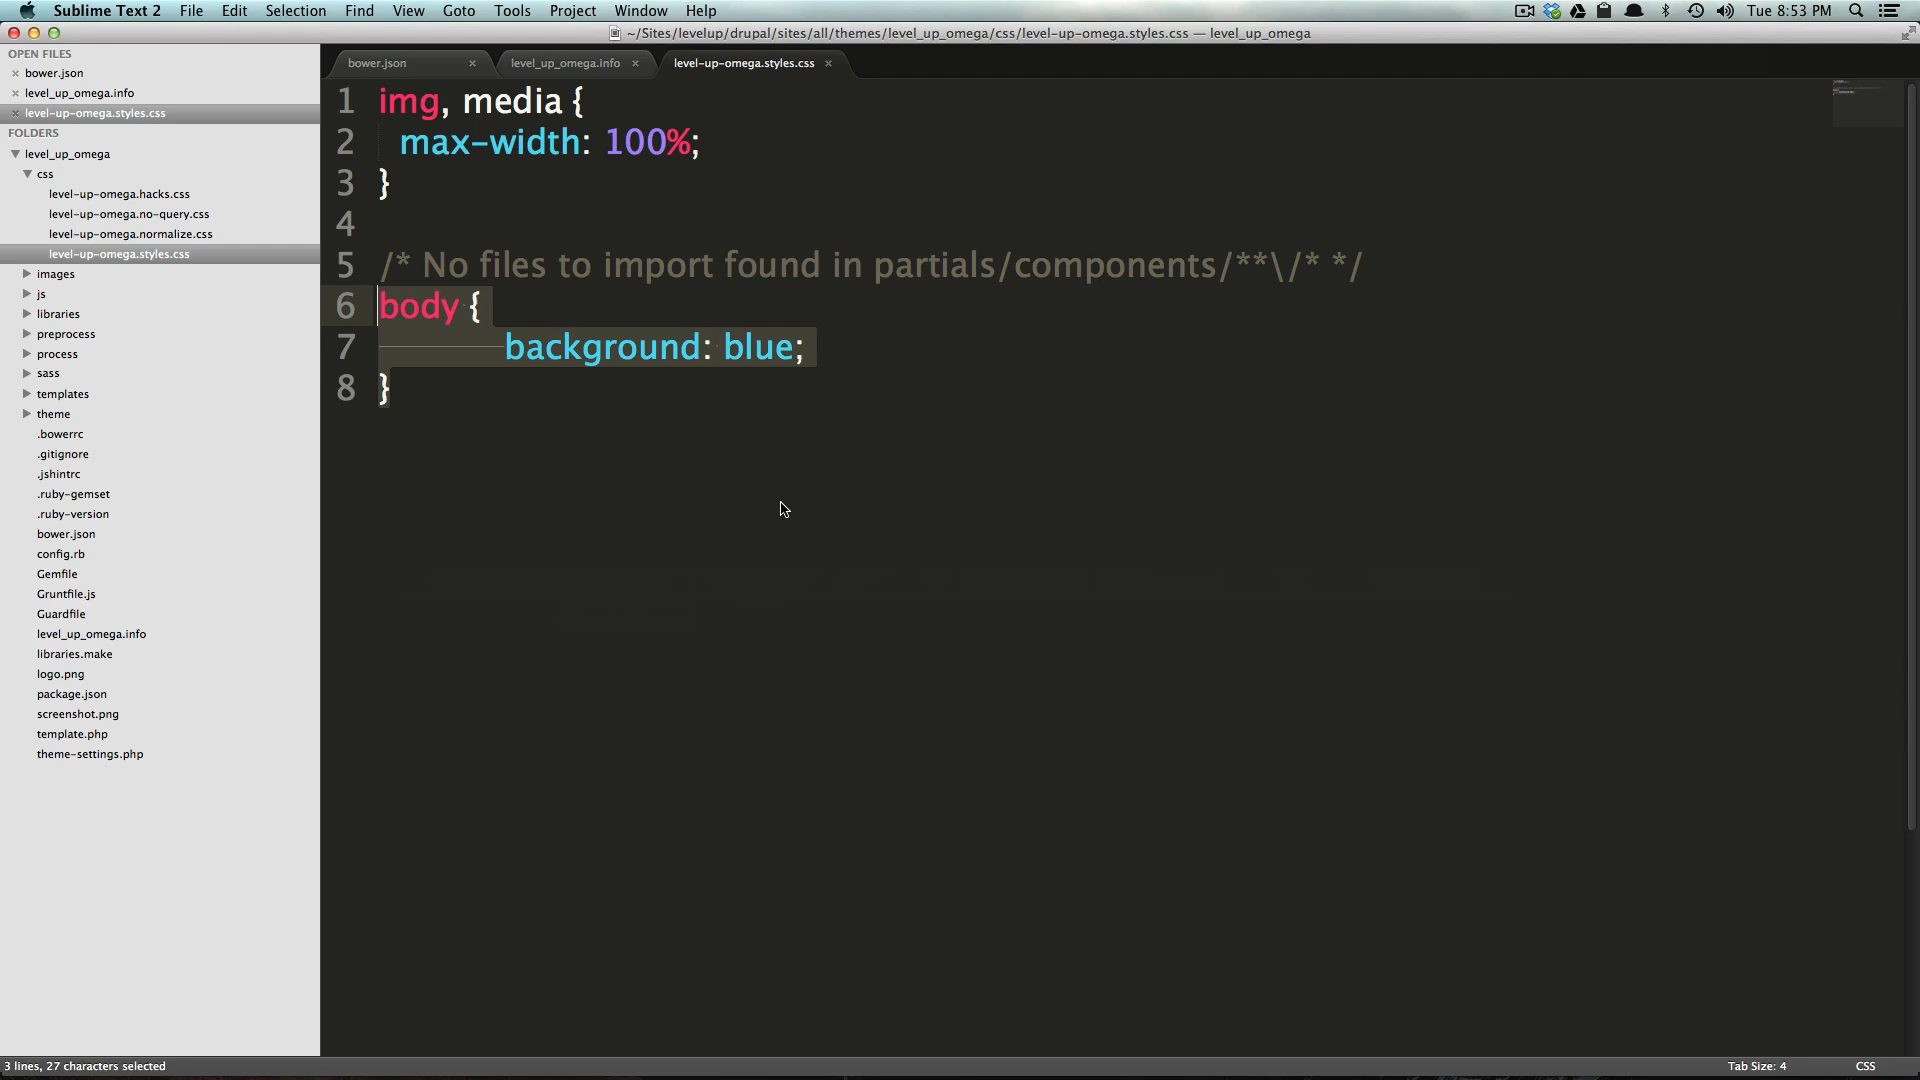 Sublime Text 2 File Edit Selection Find View Goto Tools Project Window Help Tue 8:53 PM
~/Sites/levelup/drupal/sites/all/themes/level_up_omega/css/level-up-omega.styles.css — level_up_omega
OPEN FILES
bower.json
level_up_omega.info
level-up-omega.styles.css
FOLDERS
level_up_omega
css
level-up-omega.hacks.css
level-up-omega.no-query.css
level-up-omega.normalize.css
level-up-omega.styles.css
images
js
libraries
preprocess
process
sass
templates
theme
.bowerrc
.gitignore
.jshintrc
.ruby-gemset
.ruby-version
bower.json
config.rb
Gemfile
Gruntfile.js
Guardfile
level_up_omega.info
libraries.make
logo.png
package.json
screenshot.png
template.php
theme-settings.php
bower.json level_up_omega.info level-up-omega.styles.css
1 img, media {
2 max-width: 100%;
3 }
4
5 /* No files to import found in partials/components/**\/* */
6 body {
7 background: blue;
8 }
3 lines, 27 characters selected Tab Size: 4 CSS